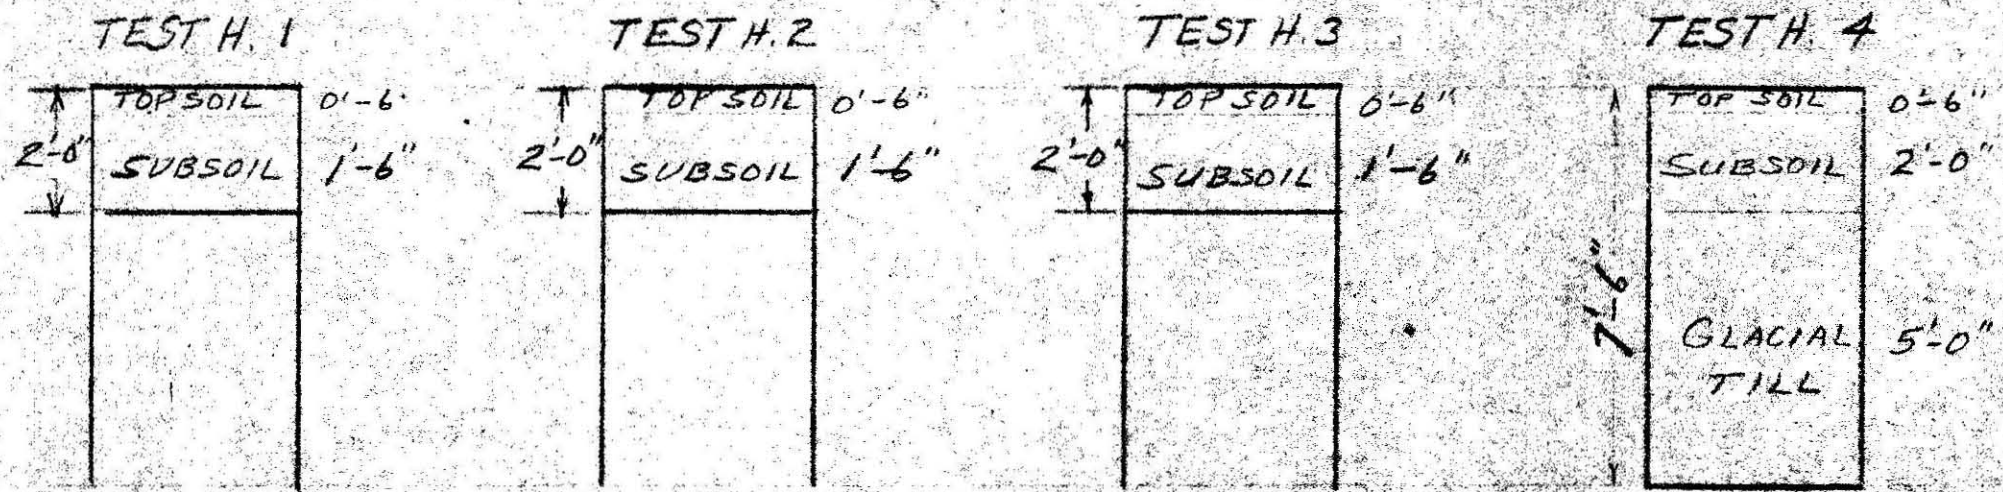 TEST H. 1
TOPSOIL 0'-6"
2'-0"
SUBSOIL 1'-6"
TEST H. 2
TOP SOIL 0'-6"
2'-0"
SUBSOIL 1'-6"
TEST H. 3
TOP SOIL 0'-6"
2'-0"
SUBSOIL 1'-6"
TEST H. 4
TOP SOIL 0'-6"
SUBSOIL 2'-0"
7'-6"
GLACIAL 5'-0"
TILL